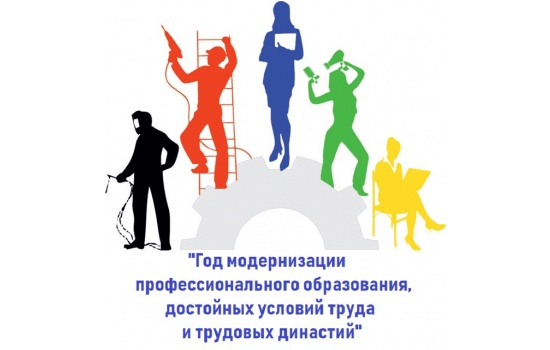 "Год модернизации
профессионального образования,
достойных условий труда
и трудовых династий"